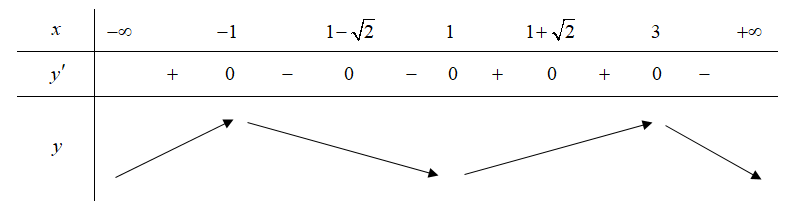 x −∞ −1 1−√2 1 1+√2 3 +∞
y′ + 0 − 0 − 0 + 0 + 0 −
y